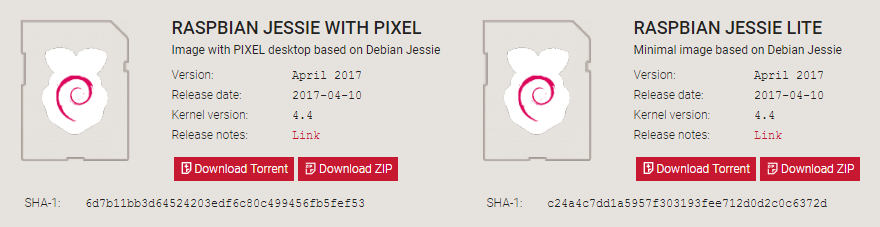 RASPBIAN JESSIE WITH PIXEL
Image with PIXEL desktop based on Debian Jessie
Version: April 2017
Release date: 2017-04-10
Kernel version: 4.4
Release notes: Link
Download Torrent Download ZIP
SHA-1: 6d7b11bb3d64524203edf6c80c499456fb5fef53
RASPBIAN JESSIE LITE
Minimal image based on Debian Jessie
Version: April 2017
Release date: 2017-04-10
Kernel version: 4.4
Release notes: Link
Download Torrent Download ZIP
SHA-1: c24a4c7dd1a5957f303193fee712d0d2c0c6372d